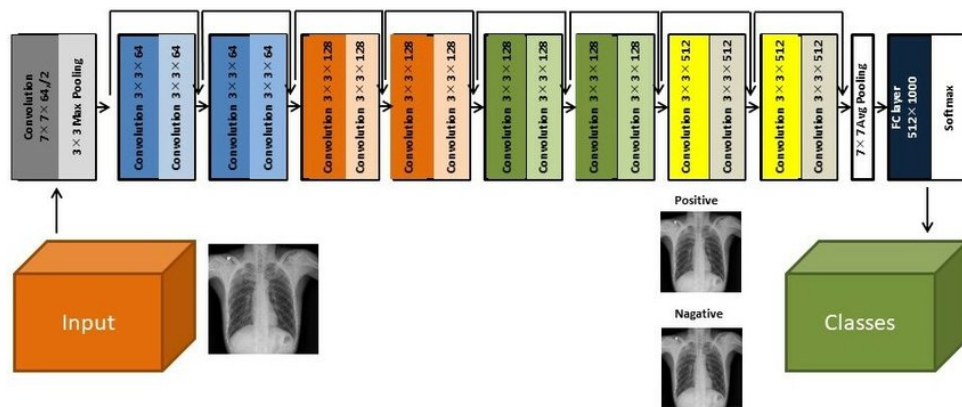 Convolution
7×7×64,/2
3×3 Max Pooling
Convolution 3×3×64
Convolution 3×3×64
Convolution 3×3×64
Convolution 3×3×64
Convolution 3×3×128
Convolution 3×3×128
Convolution 3×3×128
Convolution 3×3×128
Convolution 3×3×128
Convolution 3×3×128
Convolution 3×3×128
Convolution 3×3×128
Convolution 3×3×512
Convolution 3×3×512
Convolution 3×3×512
Convolution 3×3×512
7×7 Avg Pooling
FC layer
512×1000
Softmax
Input
Positive
Nagative
Classes